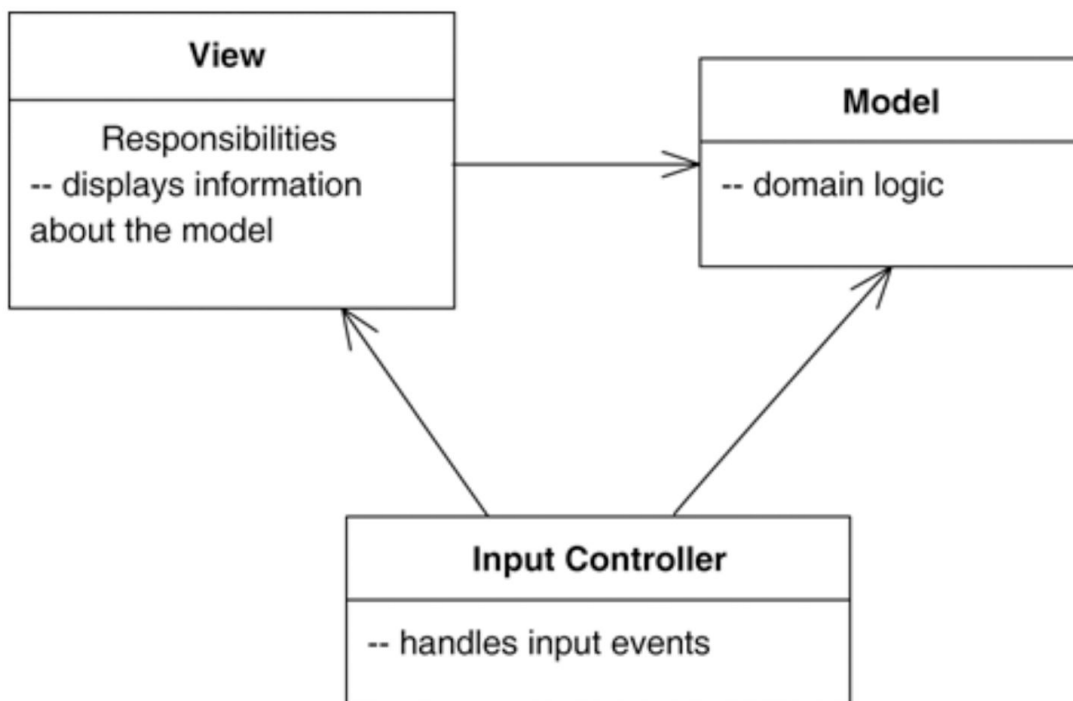 View
Responsibilities
-- displays information
about the model
Model
-- domain logic
Input Controller
-- handles input events